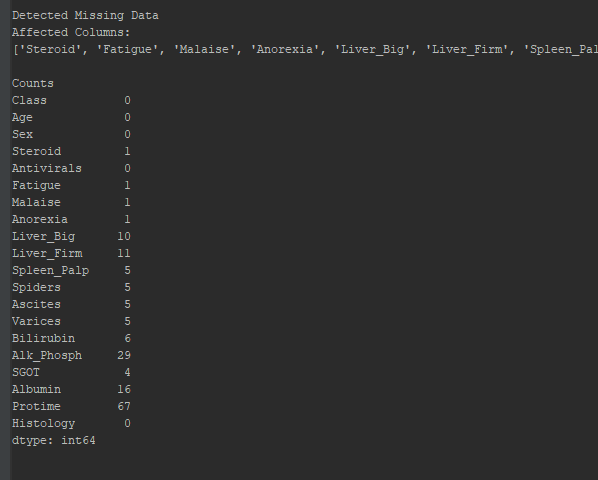 Detected Missing Data
Affected Columns:
['Steroid', 'Fatigue', 'Malaise', 'Anorexia', 'Liver_Big', 'Liver_Firm', 'Spleen_Pal
Counts
Class 0
Age 0
Sex 0
Steroid 1
Antivirals 0
Fatigue 1
Malaise 1
Anorexia 1
Liver_Big 10
Liver_Firm 11
Spleen_Palp 5
Spiders 5
Ascites 5
Varices 5
Bilirubin 6
Alk_Phosph 29
SGOT 4
Albumin 16
Protime 67
Histology 0
dtype: int64